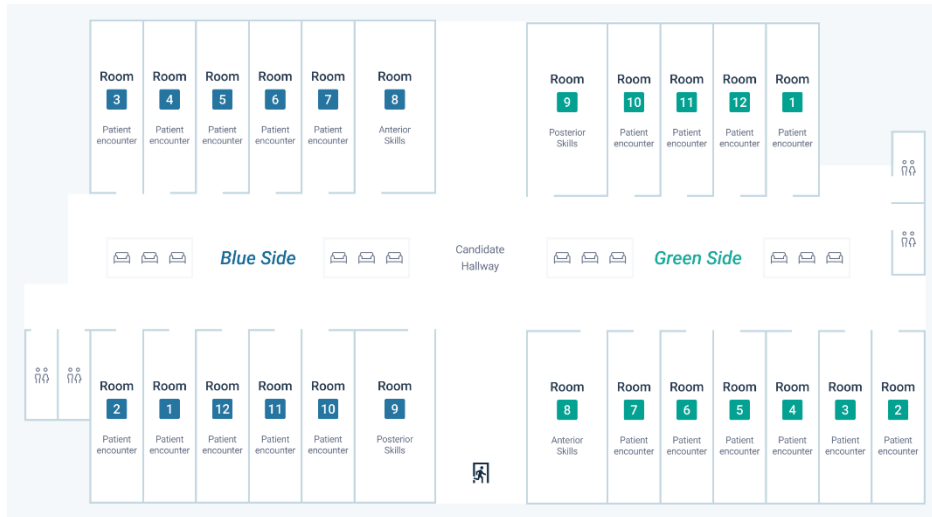 Room Room Room Room Room Room
3 4 5 6 7 8
Patient Patient Patient Patient Patient Anterior
encounter encounter encounter encounter encounter Skills
Room Room Room Room Room
9 10 11 12 1
Posterior Patient Patient Patient Patient
Skills encounter encounter encounter encounter
Blue Side
Candidate
Hallway
Green Side
Room Room Room Room Room Room
2 1 12 11 10 9
Patient Patient Patient Patient Patient Posterior
encounter encounter encounter encounter encounter Skills
Room Room Room Room Room Room Room
8 7 6 5 4 3 2
Anterior Patient Patient Patient Patient Patient Patient
Skills encounter encounter encounter encounter encounter encounter